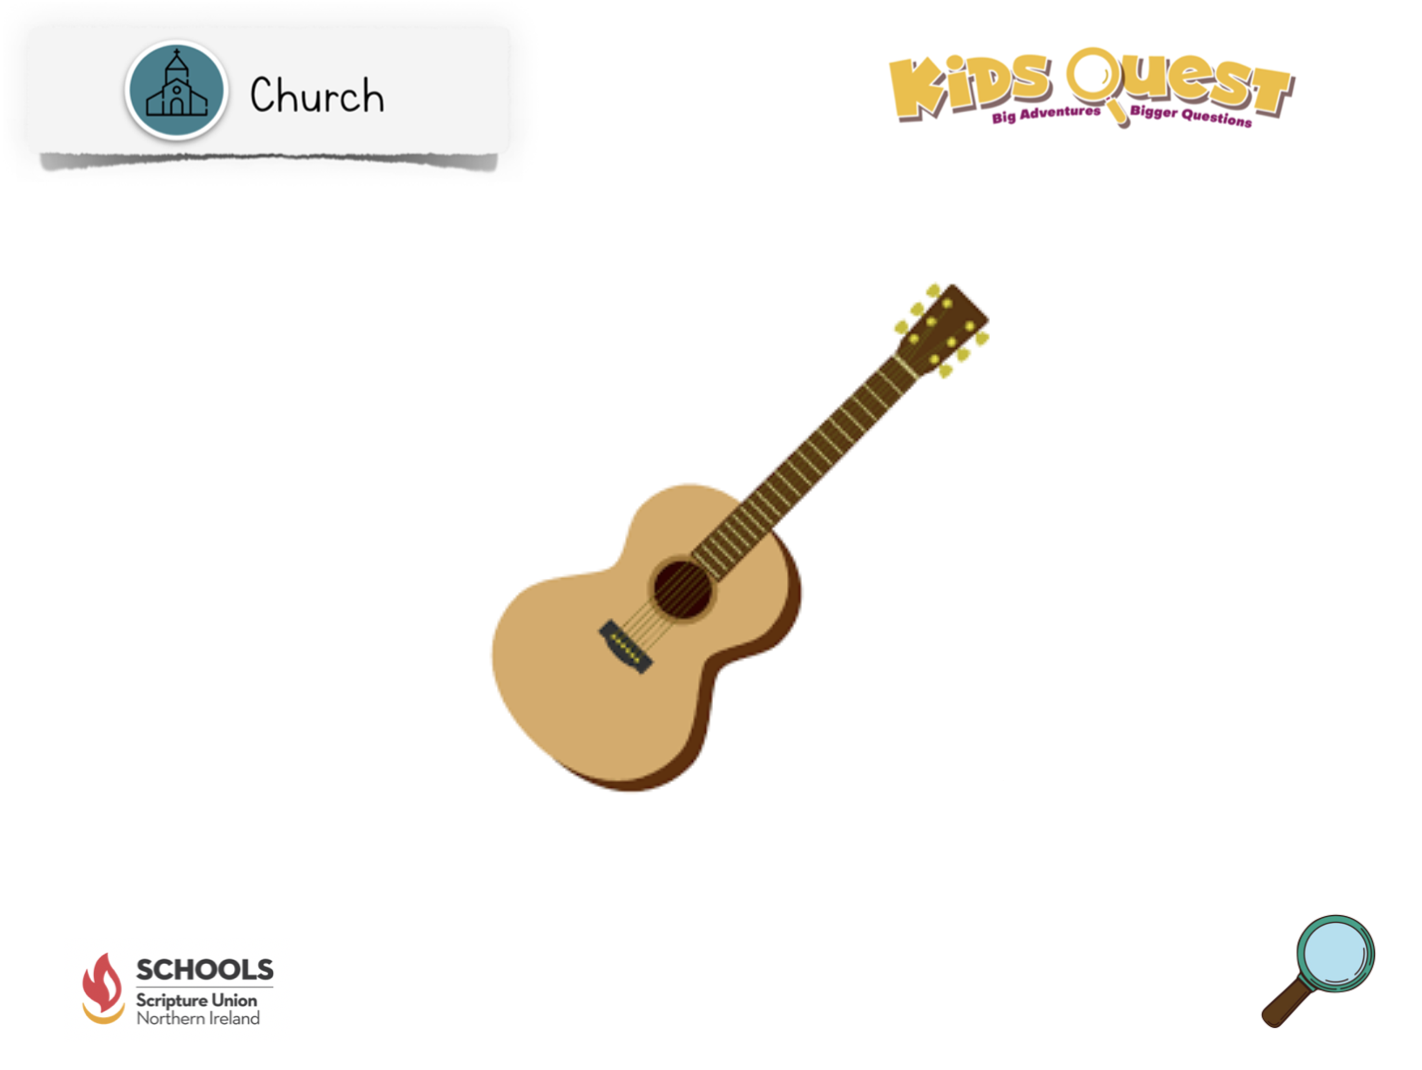 Church
KiDS QUEST
Big Adventures Bigger Questions
SCHOOLS
Scripture Union
Northern Ireland